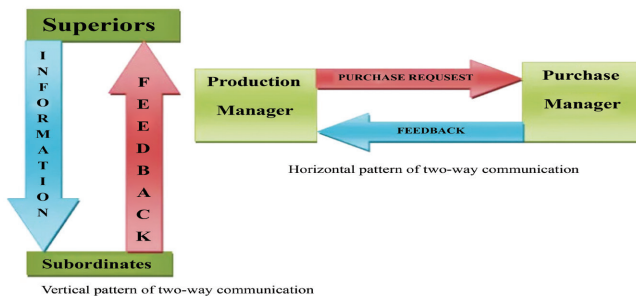 Superiors
INFORMATION
FEEDBACK
Subordinates
Vertical pattern of two-way communication
Production
Manager
PURCHASE REQUSEST
FEEDBACK
Purchase
Manager
Horizontal pattern of two-way communication